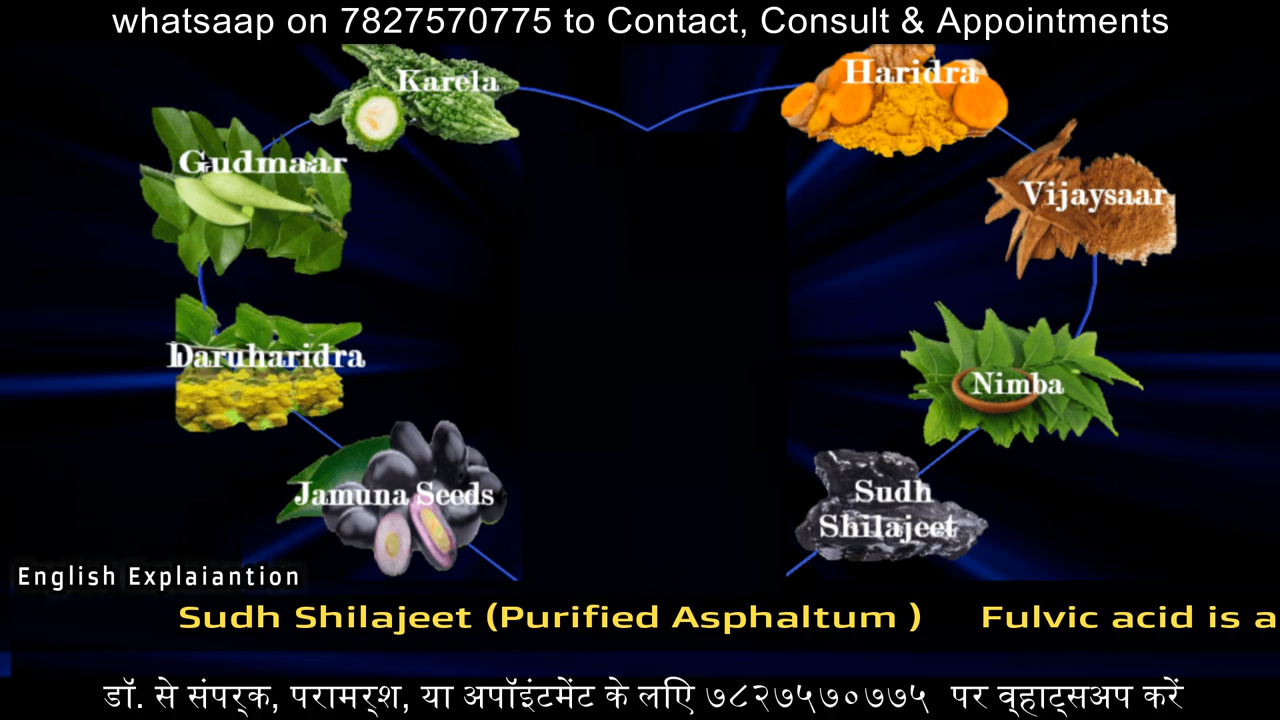 whatsaap on 7827570775 to Contact, Consult & Appointments
Karela
Haridra
Gudmaar
Vijaysaar
Daruharidra
Nimba
Jamuna Seeds
Sudh
Shilajeet
English Explaiantion
Sudh Shilajeet (Purified Asphaltum ) Fulvic acid is a
डॉ. से संपर्क, परामर्श, या अपॉइंटमेंट के लिए ७८२७५७०७७५ पर व्हाट्सअप करें